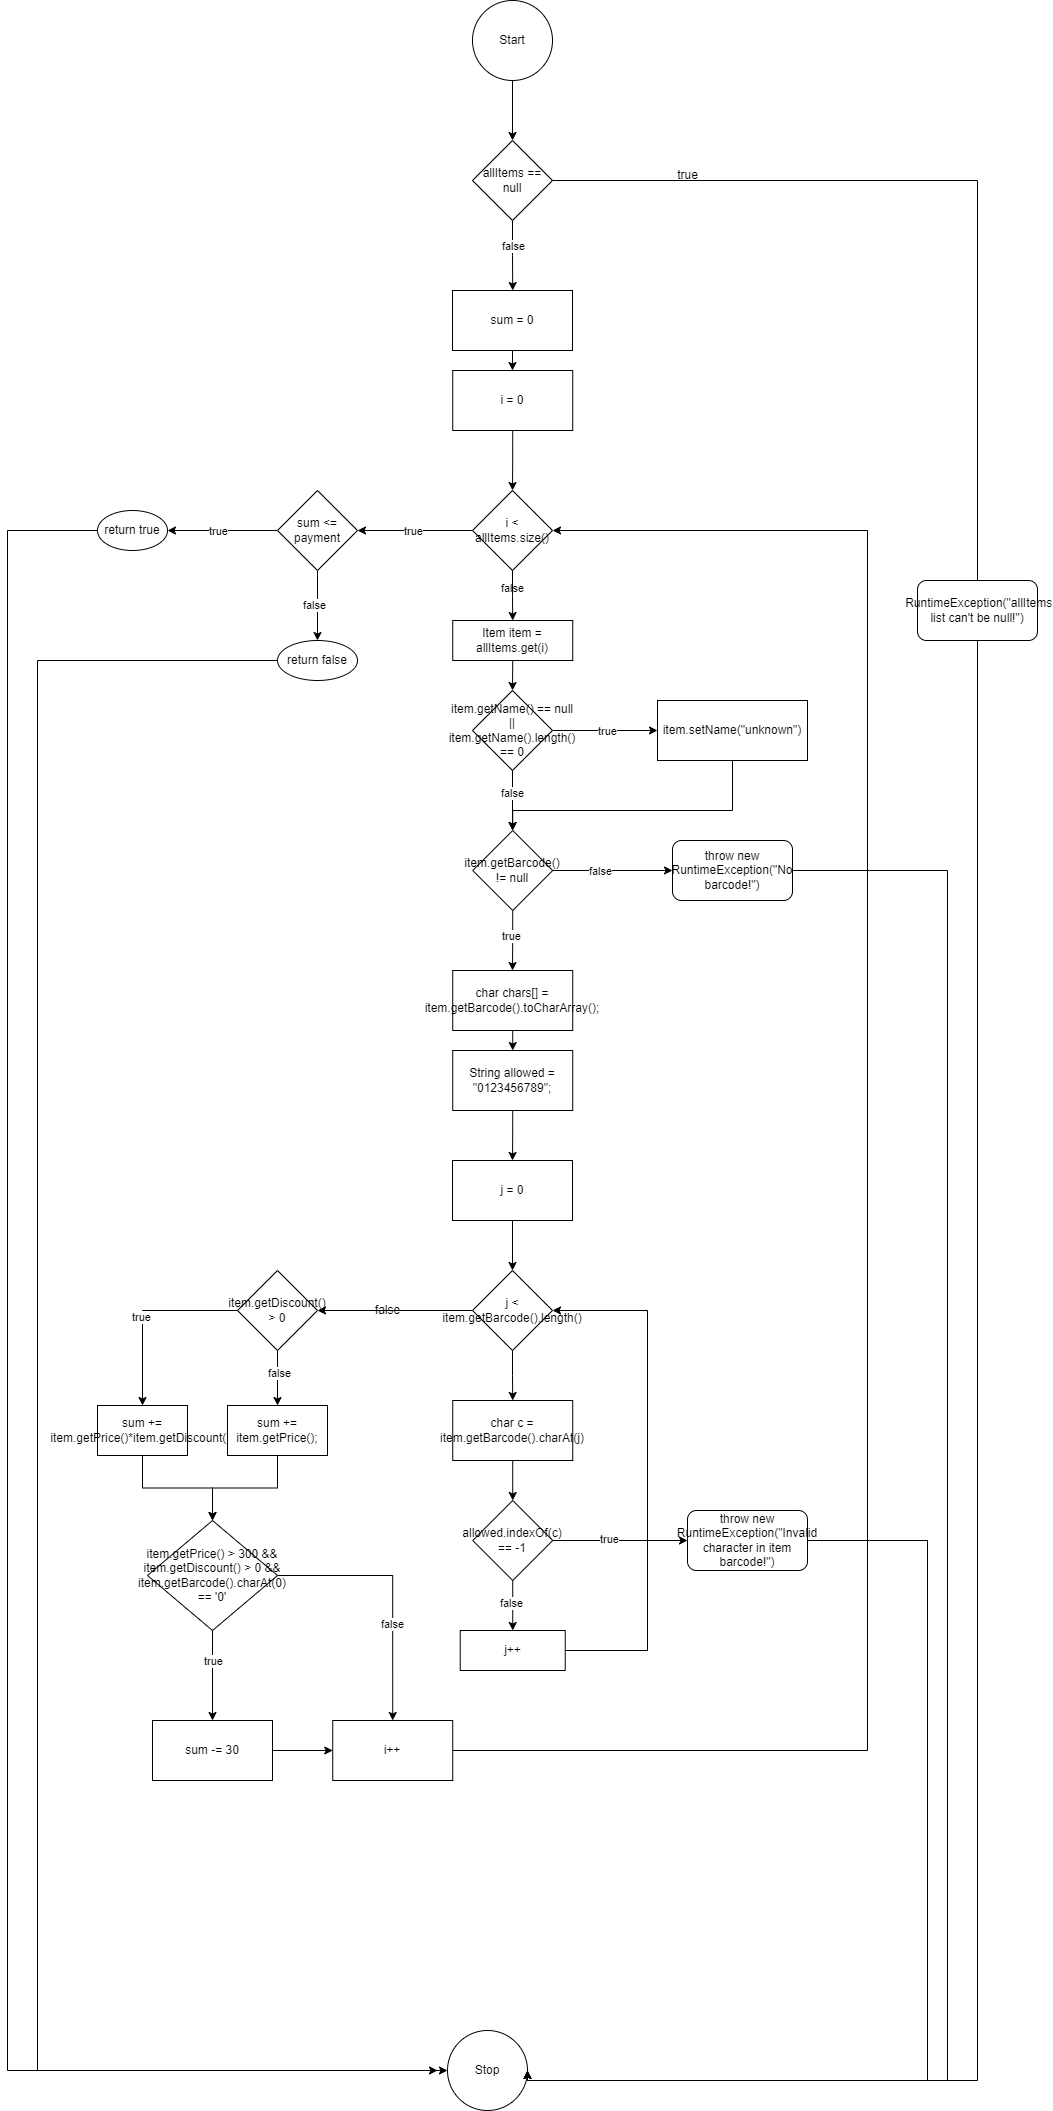 Start
allItems ==
null
true
false
sum = 0
i = 0
i <
allItems.size()
true
sum <=
payment
true
return true
false
return false
false
RuntimeException("allItems
list can't be null!")
Item item =
allItems.get(i)
item.getName() == null
||
item.getName().length()
== 0
true
item.setName("unknown")
false
item.getBarcode()
!= null
false
throw new
RuntimeException("No
barcode!")
true
char chars[] =
item.getBarcode().toCharArray();
String allowed =
"0123456789";
j = 0
j <
item.getBarcode().length()
false
item.getDiscount()
> 0
true
false
sum +=
item.getPrice()*item.getDiscount(
sum +=
item.getPrice();
char c =
item.getBarcode().charAt(j)
allowed.indexOf(c)
== -1
true
throw new
RuntimeException("Invalid
character in item
barcode!")
item.getPrice() > 300 &&
item.getDiscount() > 0 &&
item.getBarcode().charAt(0)
== '0'
false
false
j++
true
sum -= 30
i++
Stop